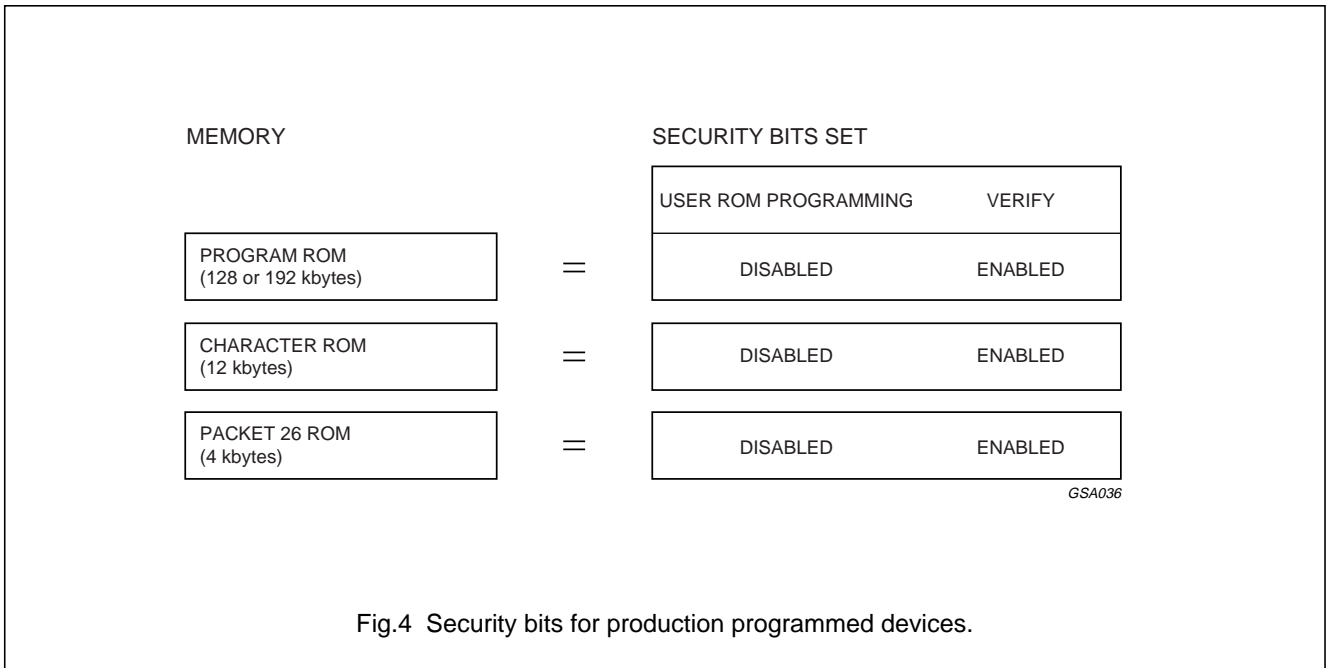 MEMORY
SECURITY BITS SET
USER ROM PROGRAMMING VERIFY
PROGRAM ROM
(128 or 192 kbytes)
=
DISABLED ENABLED
CHARACTER ROM
(12 kbytes)
=
DISABLED ENABLED
PACKET 26 ROM
(4 kbytes)
=
DISABLED ENABLED
GSA036
Fig.4 Security bits for production programmed devices.